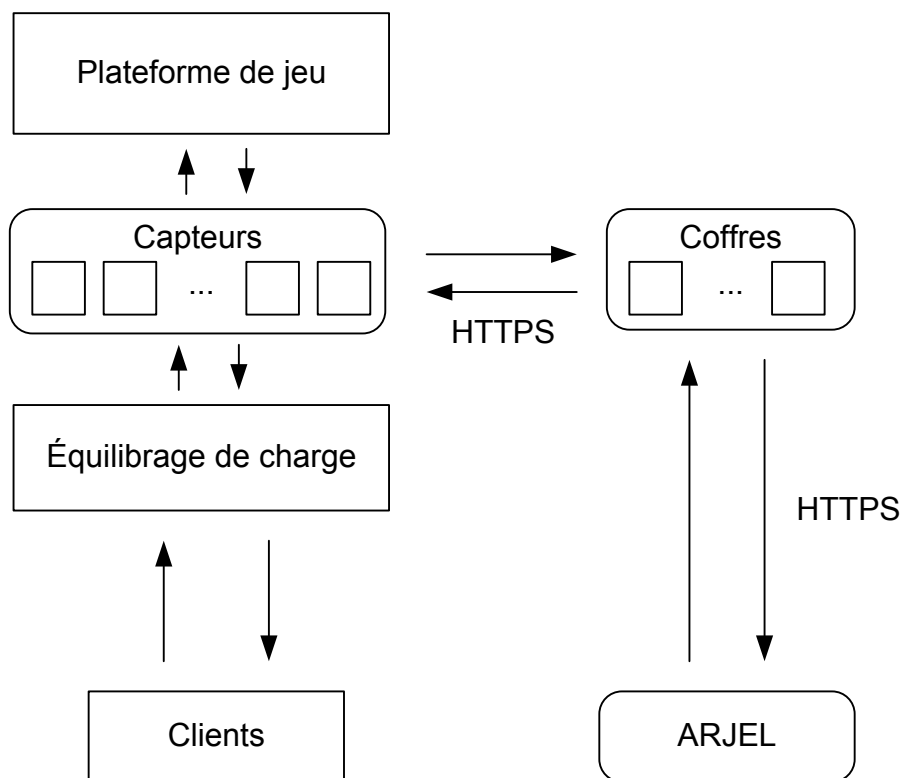 Plateforme de jeu
Capteurs
...
Coffres
...
HTTPS
Équilibrage de charge
HTTPS
Clients
ARJEL